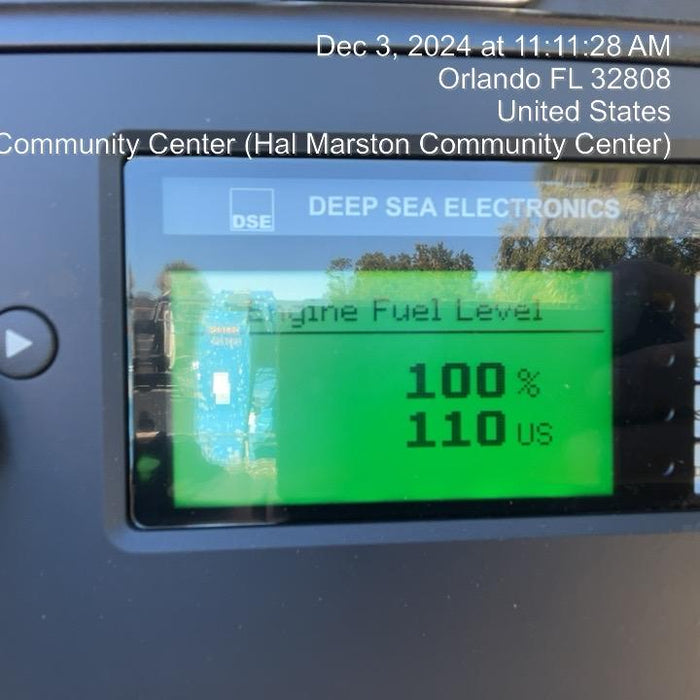 Dec 3, 2024 at 11:11:28 AM
Orlando FL 32808
United States
Community Center (Hal Marston Community Center)
DSE
DEEP SEA ELECTRONICS
Engine Fuel Level
100 %
110 US